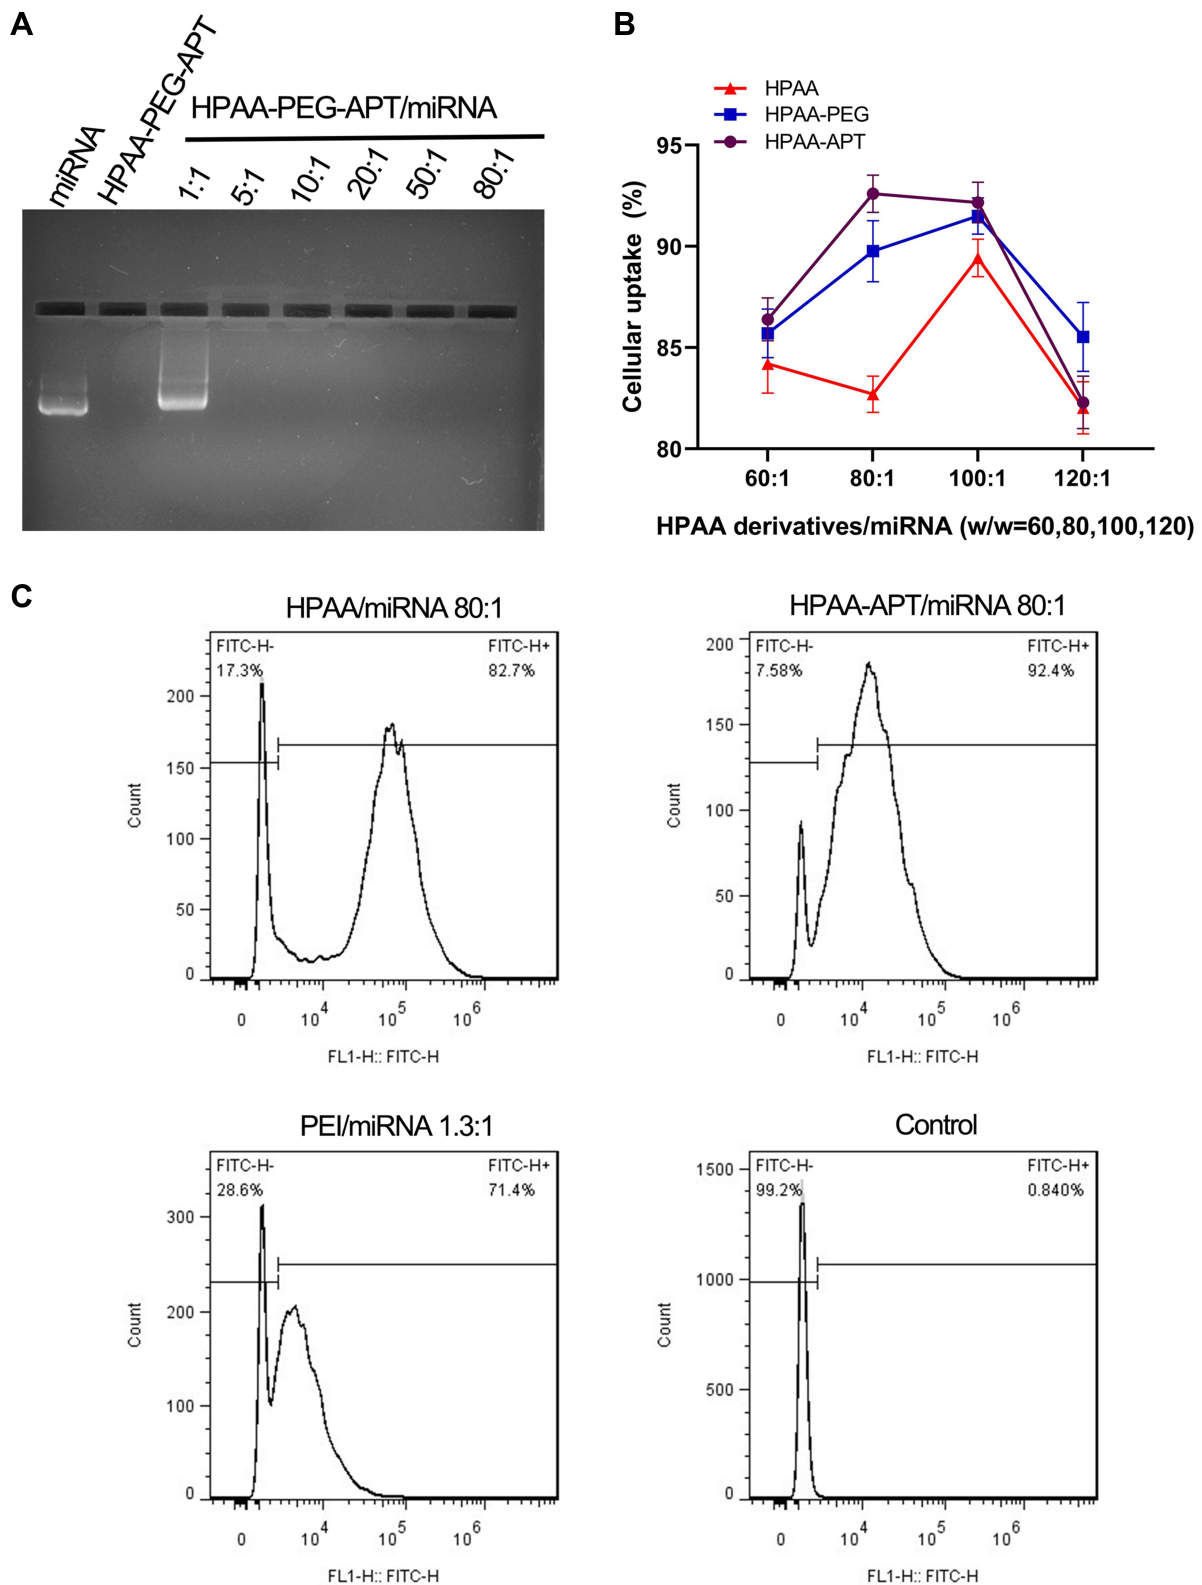 A
miRNA
HPAA-PEG-APT
HPAA-PEG-APT/miRNA
1:1
5:1
10:1
20:1
50:1
80:1
B
HPAA
HPAA-PEG
HPAA-APT
Cellular uptake (%)
95
90
85
80
60:1
80:1
100:1
120:1
HPAA derivatives/miRNA (w/w=60,80,100,120)
C
HPAA/miRNA 80:1
FITC-H-
17.3%
FITC-H+
82.7%
Count
200
150
100
50
0
0
10^4
10^5
10^6
FL1-H:: FITC-H
HPAA-APT/miRNA 80:1
FITC-H-
7.58%
FITC-H+
92.4%
Count
200
150
100
50
0
0
10^4
10^5
10^6
FL1-H:: FITC-H
PEI/miRNA 1.3:1
FITC-H-
28.6%
FITC-H+
71.4%
Count
300
200
100
0
0
10^4
10^5
10^6
FL1-H:: FITC-H
Control
FITC-H-
99.2%
FITC-H+
0.840%
Count
1500
1000
500
0
0
10^4
10^5
10^6
FL1-H:: FITC-H